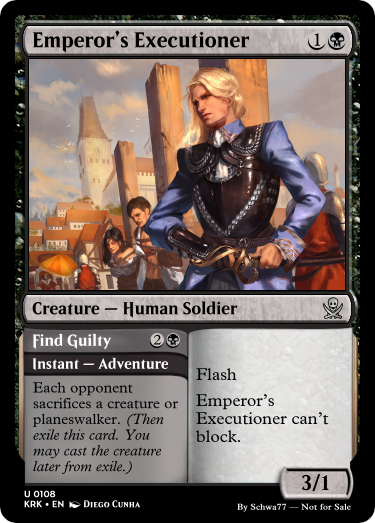 Emperor's Executioner 1
Creature — Human Soldier
Find Guilty 2
Instant — Adventure
Each opponent
sacrifices a creature or
planeswalker. (Then
exile this card. You
may cast the creature
later from exile.)
Flash
Emperor's
Executioner can't
block.
3/1
U 0108
KRK • EN Diego Cunha
By Schwa77 — Not for Sale